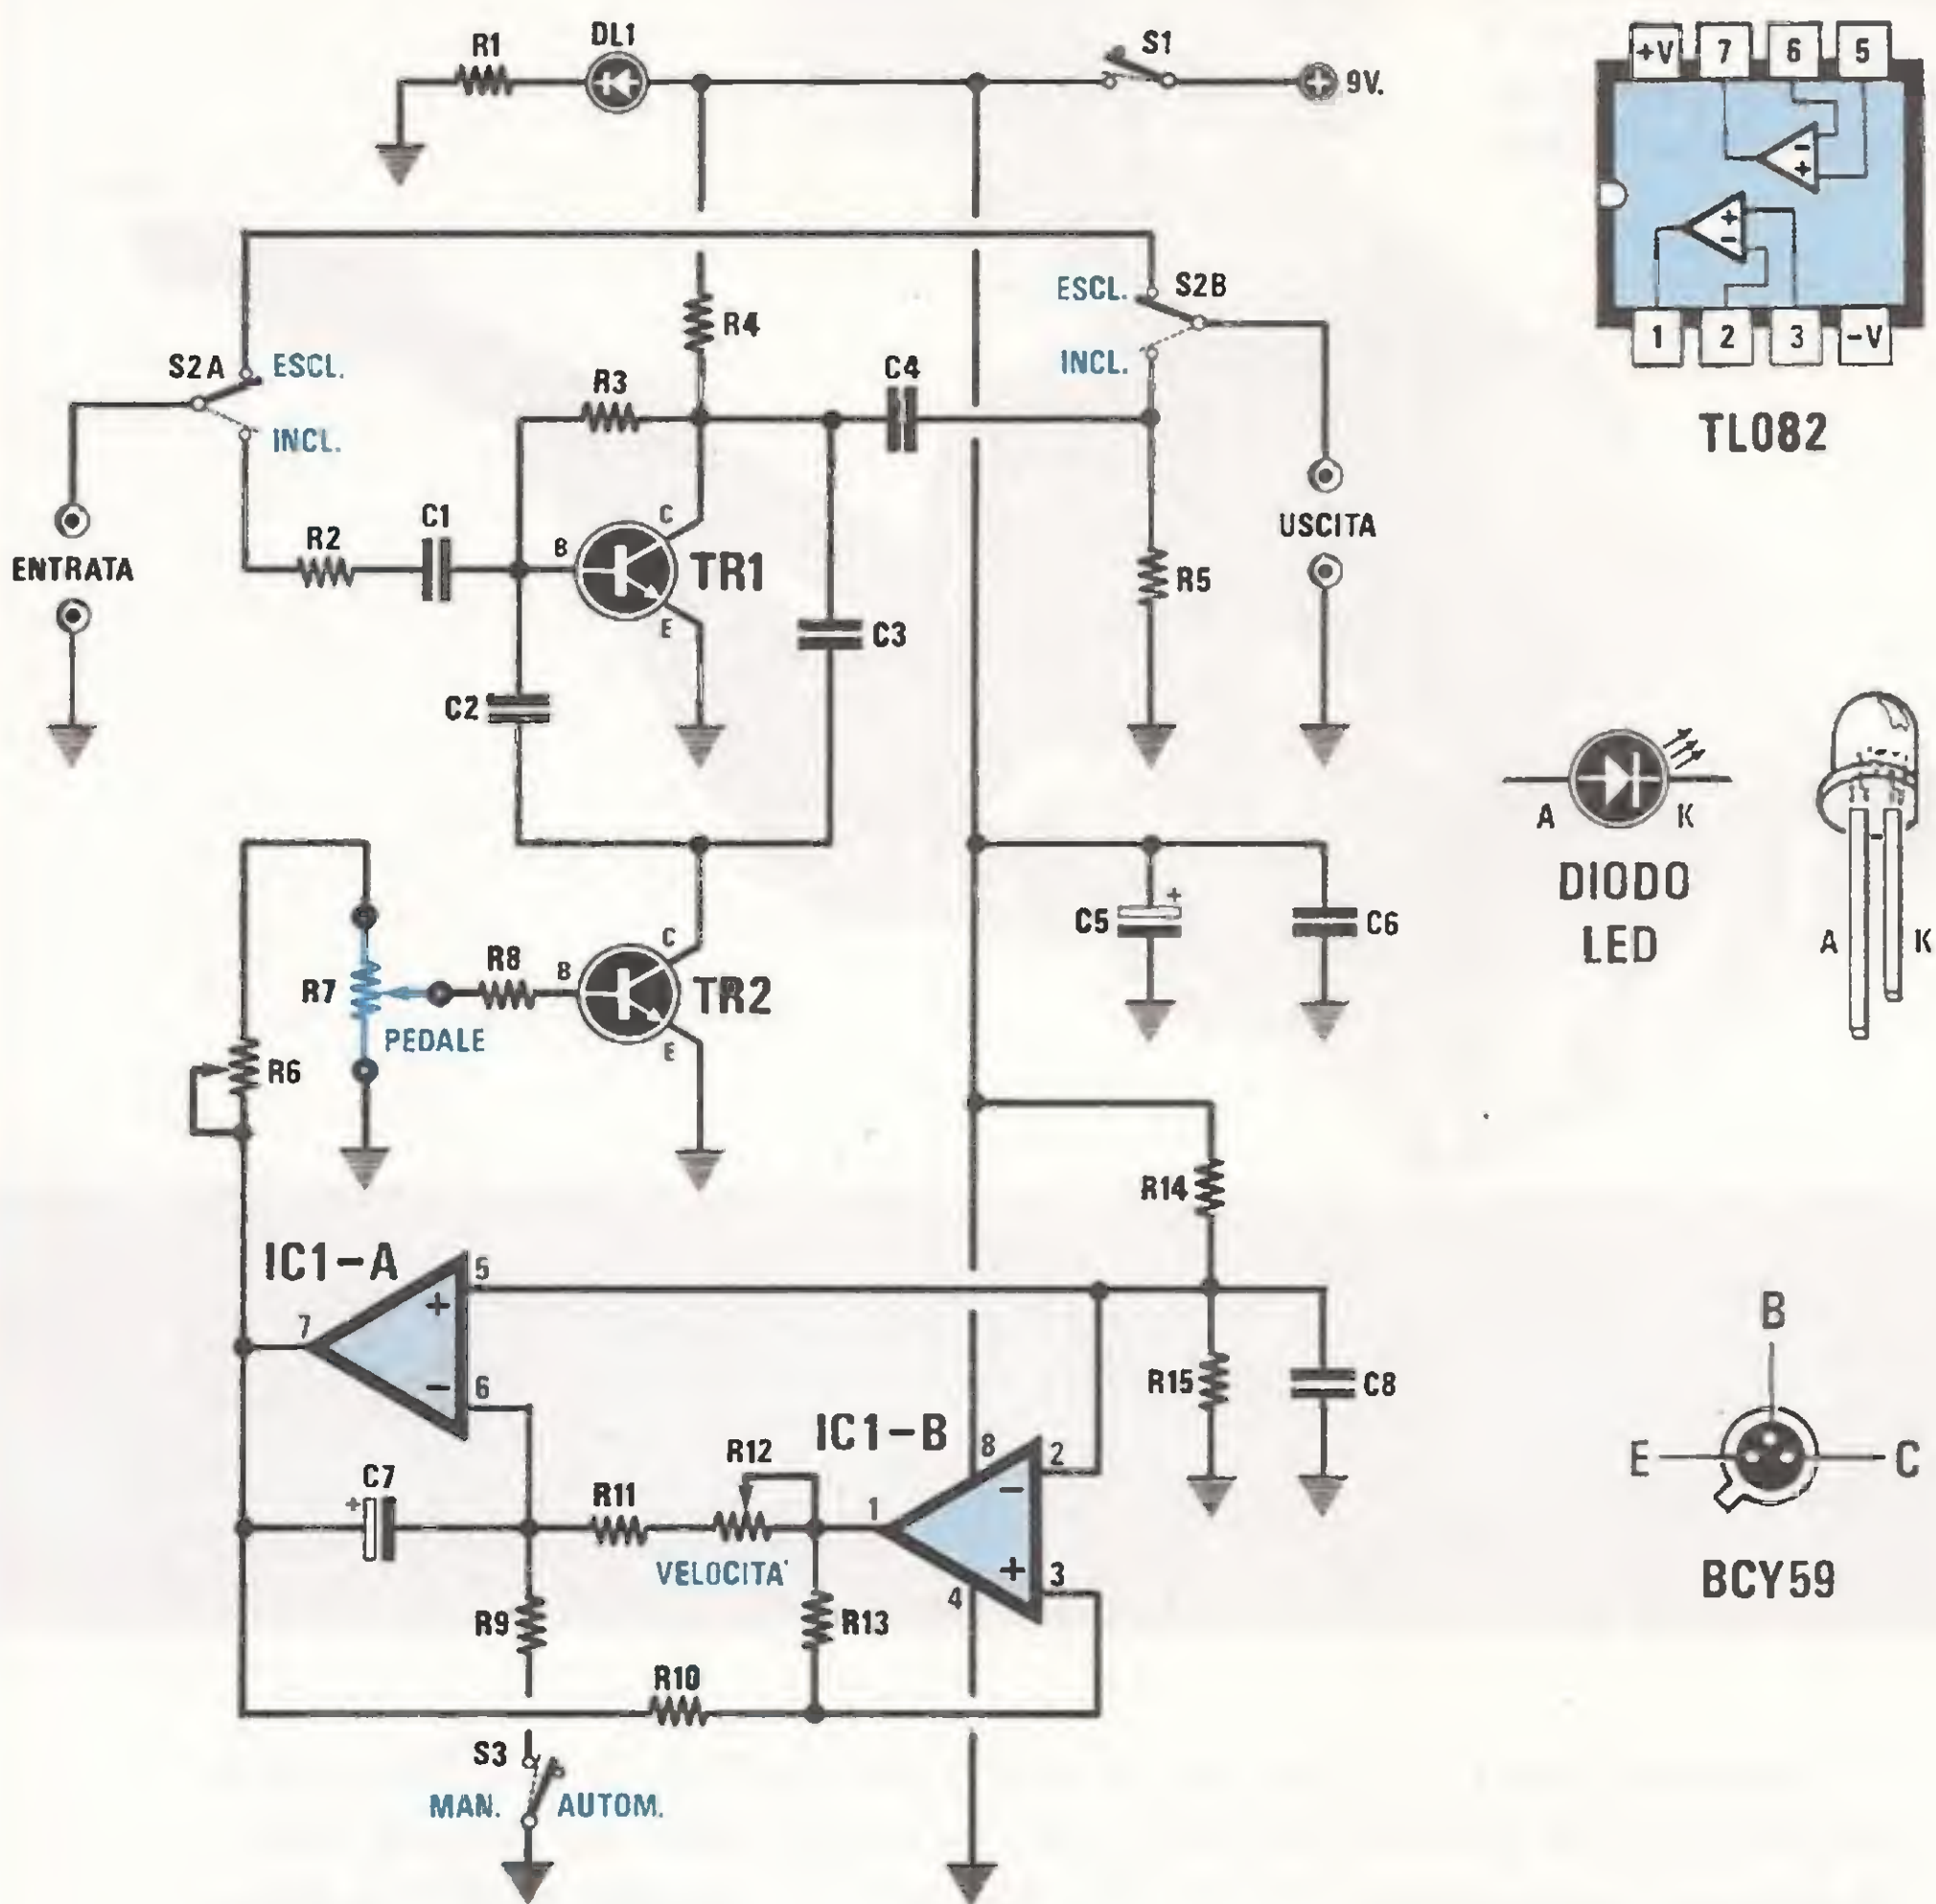 R1
DL1
S1
9V.
+V 7 6 5
1 2 3 -V
TL082
ESCL.
S2B
INCL.
R4
S2A
ESCL.
INCL.
R3
C4
ENTRATA
R2
C1
B
C
E
TR1
C3
R5
USCITA
C2
A
K
DIODO
LED
A
K
C5
+
C6
R7
PEDALE
R8
B
C
E
TR2
R6
R14
IC1-A
5
+
7
-
6
R15
C8
IC1-B
8
2
-
1
+
3
4
C7
+
R11
R12
VELOCITA'
R9
R13
R10
S3
MAN.
AUTOM.
B
E
C
BCY59